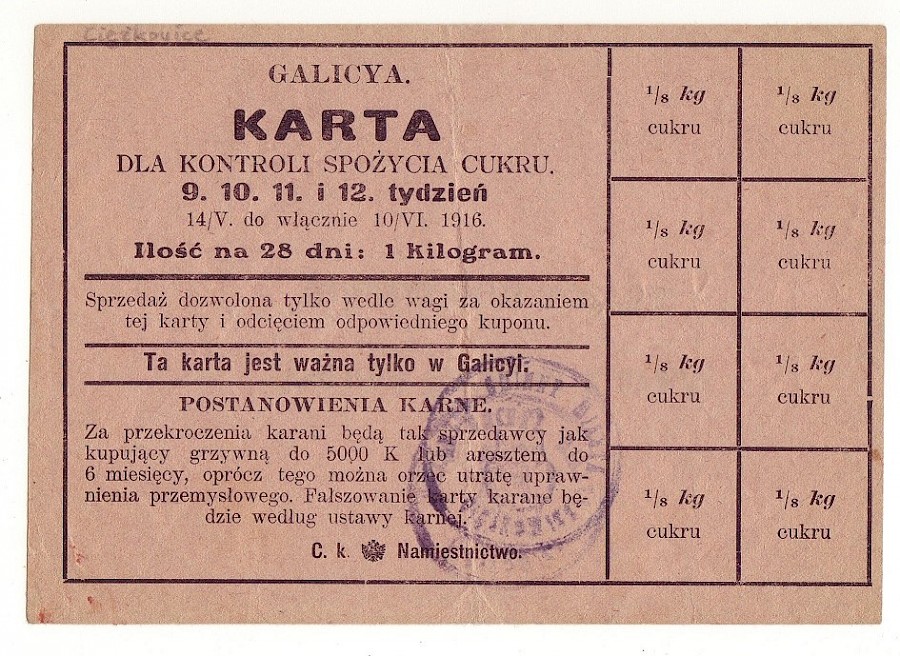 Ciężkowice
GALICYA.
KARTA
DLA KONTROLI SPOŻYCIA CUKRU.
9. 10. 11. i 12. tydzień
14/V. do włącznie 10/VI. 1916.
Ilość na 28 dni: 1 Kilogram.
Sprzedaż dozwolona tylko wedle wagi za okazaniem
tej karty i odcięciem odpowiedniego kuponu.
Ta karta jest ważna tylko w Galicyi.
POSTANOWIENIA KARNE.
Za przekroczenia karani będą tak sprzedawcy jak
kupujący grzywną do 5000 K lub aresztem do
6 miesięcy, oprócz tego można orzec utratę upraw-
nienia przemysłowego. Fałszowanie karty karane bę-
dzie według ustawy karnej.
C. k. Namiestnictwo.
1/8 kg
cukru
1/8 kg
cukru
1/8 kg
cukru
1/8 kg
cukru
1/8 kg
cukru
1/8 kg
cukru
1/8 kg
cukru
1/8 kg
cukru